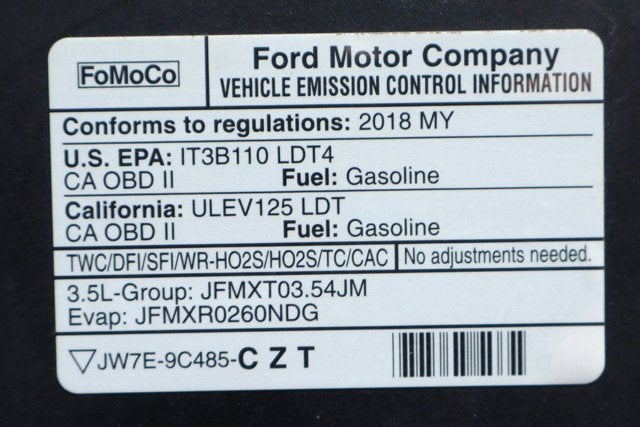 FoMoCo
Ford Motor Company
VEHICLE EMISSION CONTROL INFORMATION
Conforms to regulations: 2018 MY
U.S. EPA: IT3B110 LDT4
CA OBD II Fuel: Gasoline
California: ULEV125 LDT
CA OBD II Fuel: Gasoline
TWC/DFI/SFI/WR-HO2S/HO2S/TC/CAC No adjustments needed.
3.5L-Group: JFMXT03.54JM
Evap: JFMXR0260NDG
▽JW7E-9C485-C Z T